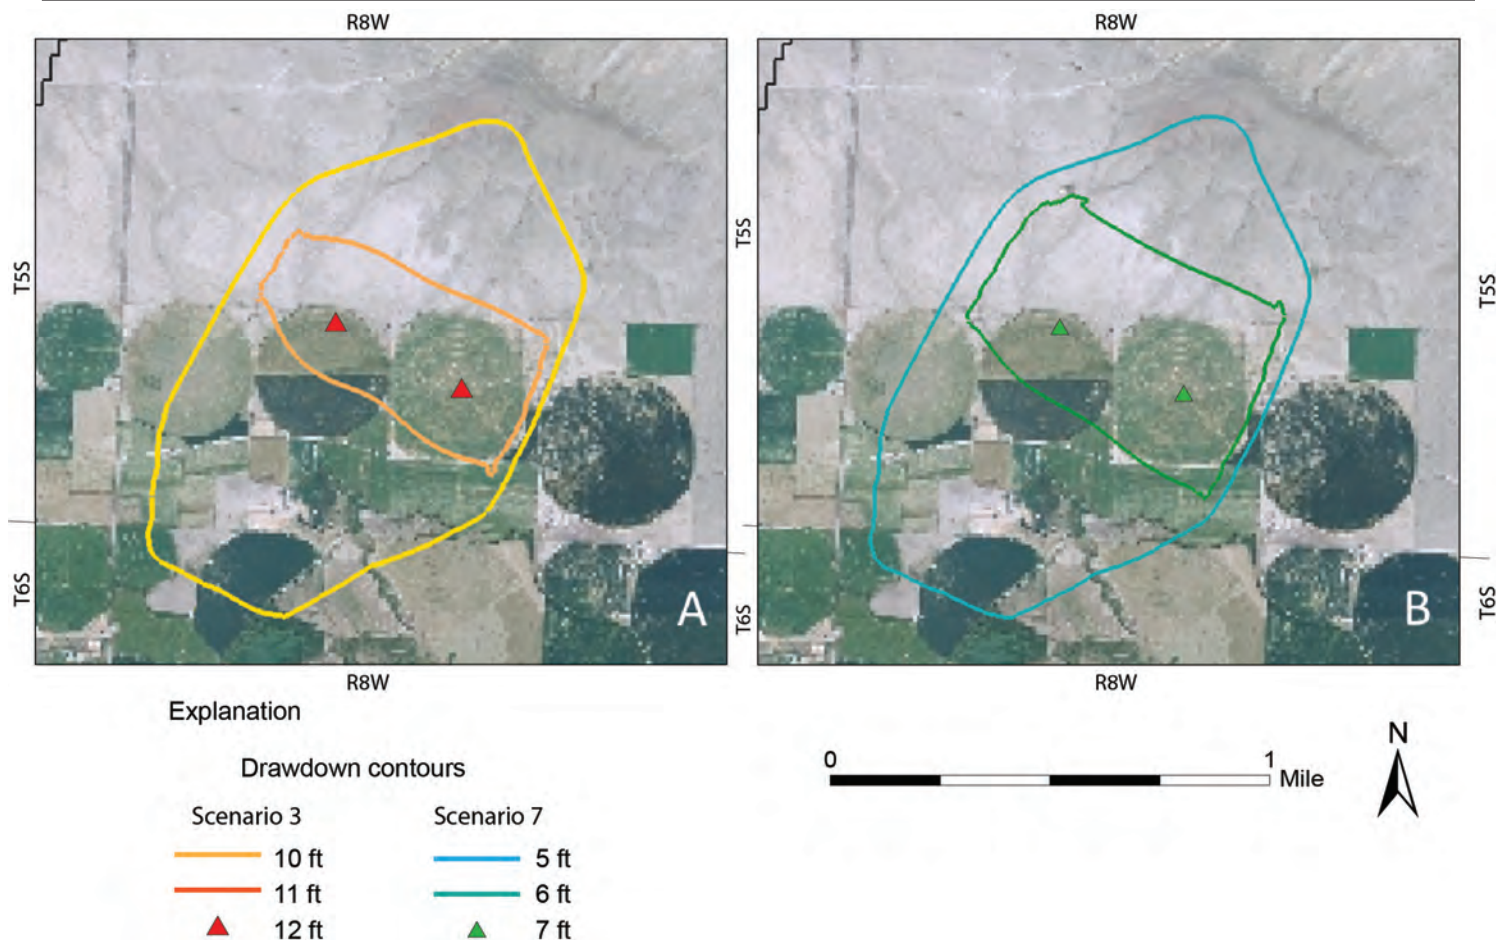 R8W
R8W
T5S
T5S
T5S
T6S
T6S
T6S
A
B
R8W
R8W
Explanation
Drawdown contours
Scenario 3
Scenario 7
10 ft
5 ft
11 ft
6 ft
12 ft
7 ft
0
1
Mile
N